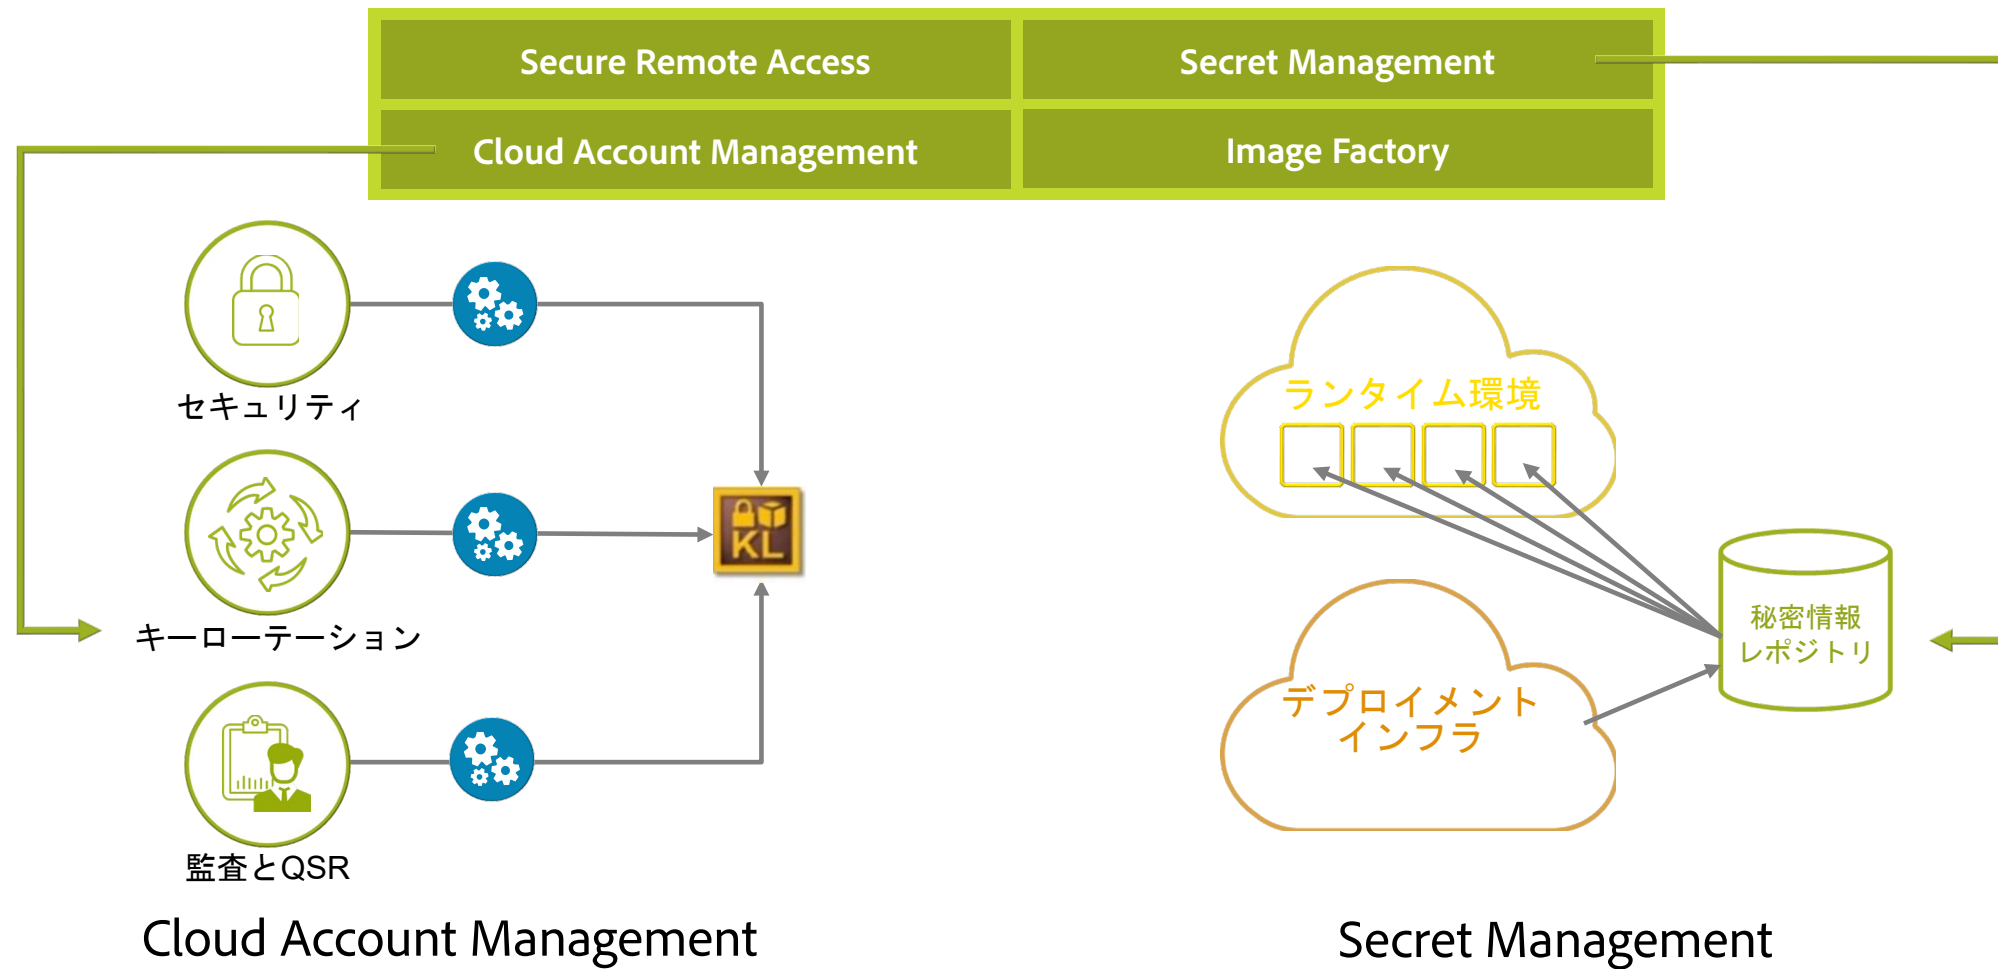 Secure Remote Access
Secret Management
Cloud Account Management
Image Factory
セキュリティ
キーローテーション
監査とQSR
KL
Cloud Account Management
ランタイム環境
デプロイメント
インフラ
秘密情報
レポジトリ
Secret Management